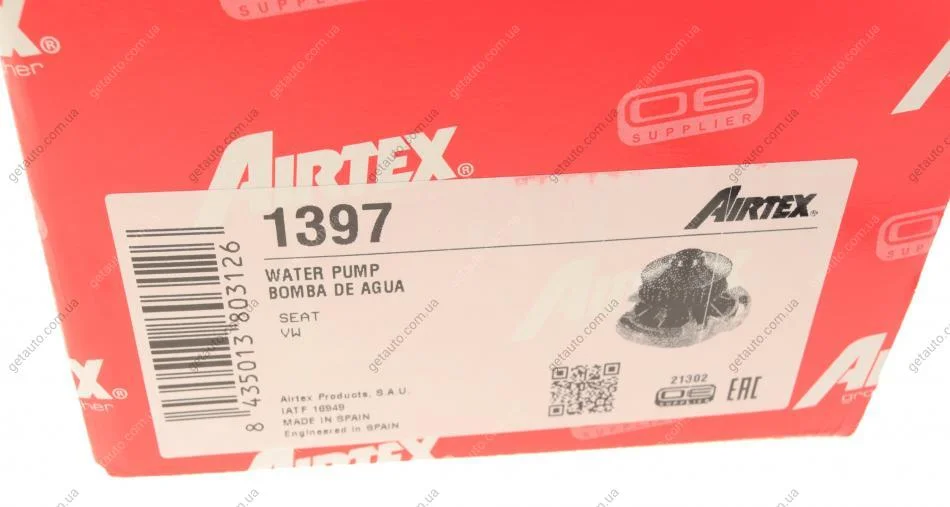 SUPPLIER
®
OE
SUPPLIER
AIRTEX®
1397
AIRTEX®
WATER PUMP
BOMBA DE AGUA
SEAT
VW
8 435013 803126
Airtex Products, S.A.U.
IATF 16949
MADE IN SPAIN
Engineered in SPAIN
21302
OE
SUPPLIER
EAC
AIRTEX
getauto.com.ua